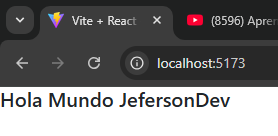 Vite + React
(8596) Apren
localhost:5173
Hola Mundo JefersonDev